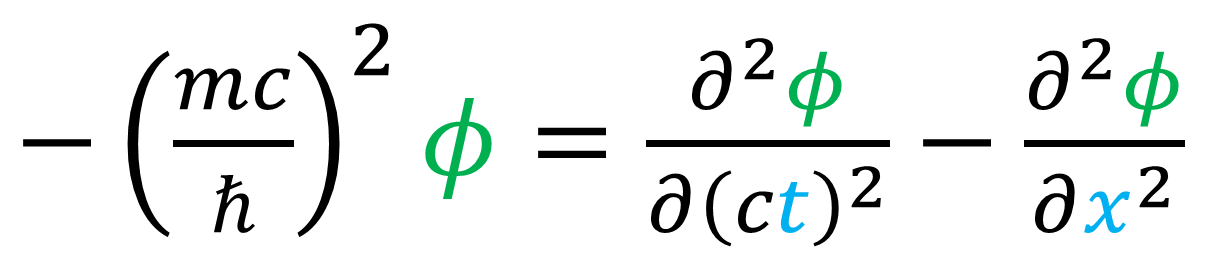 −(mc/ħ)² ϕ = ∂²ϕ/∂(ct)² − ∂²ϕ/∂x²